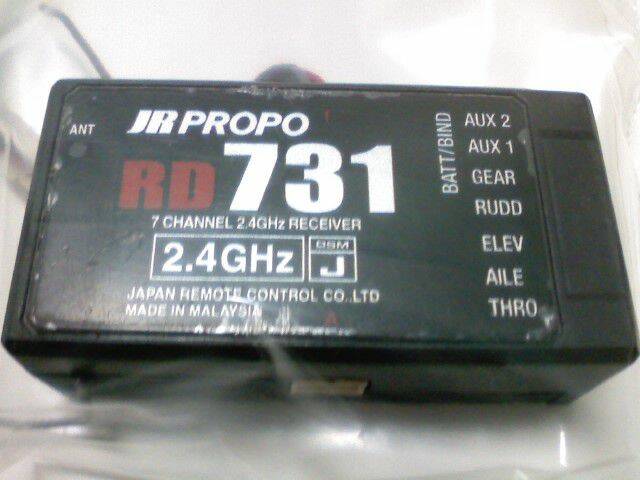 ANT
JR PROPO
RD 731
7 CHANNEL 2.4GHz RECEIVER
2.4GHz
DSM
J
JAPAN REMOTE CONTROL CO.,LTD
MADE IN MALAYSIA
BATT/BIND
AUX 2
AUX 1
GEAR
RUDD
ELEV
AILE
THRO